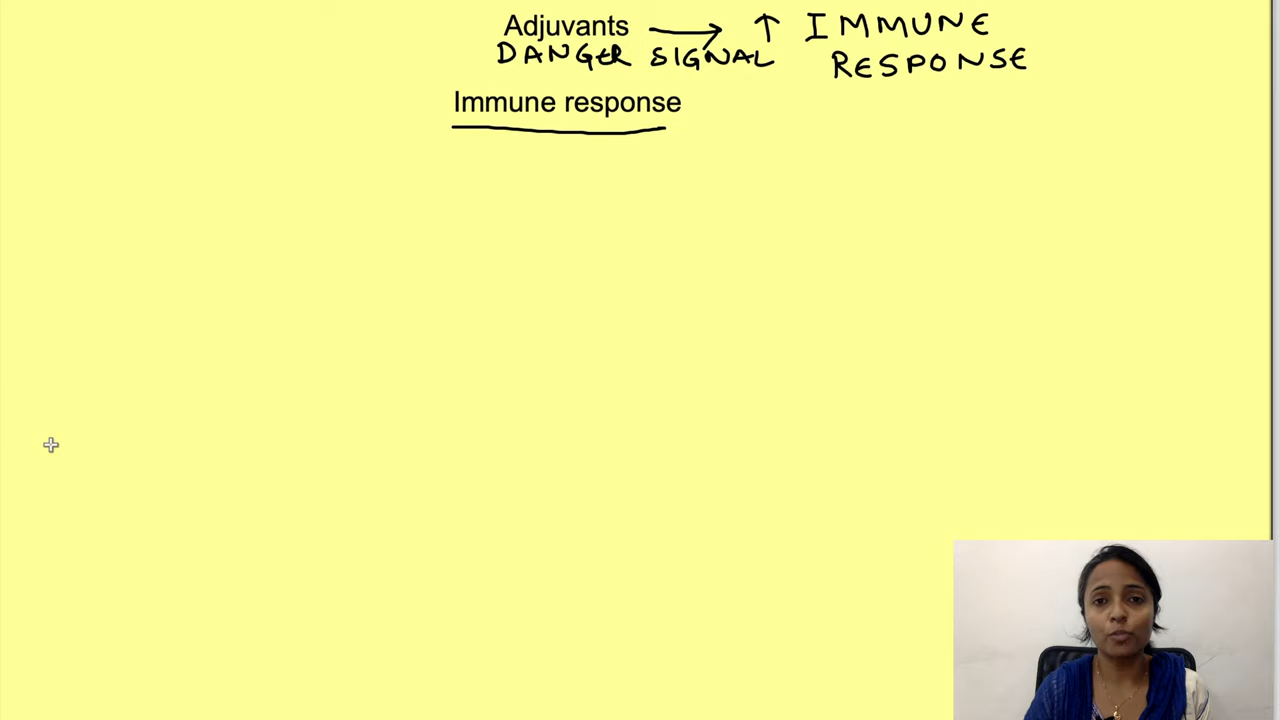 Adjuvants → ↑ IMMUNE
DANGER SIGNAL RESPONSE
Immune response